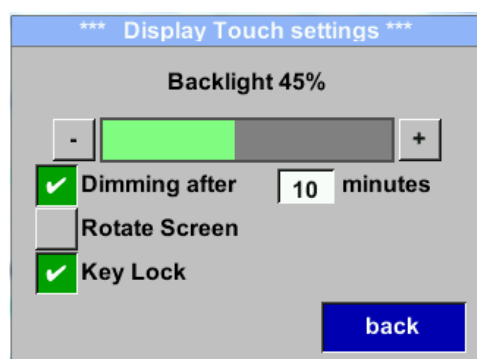 *** Display Touch settings ***
Backlight 45%
- +
Dimming after 10 minutes
Rotate Screen
Key Lock
back